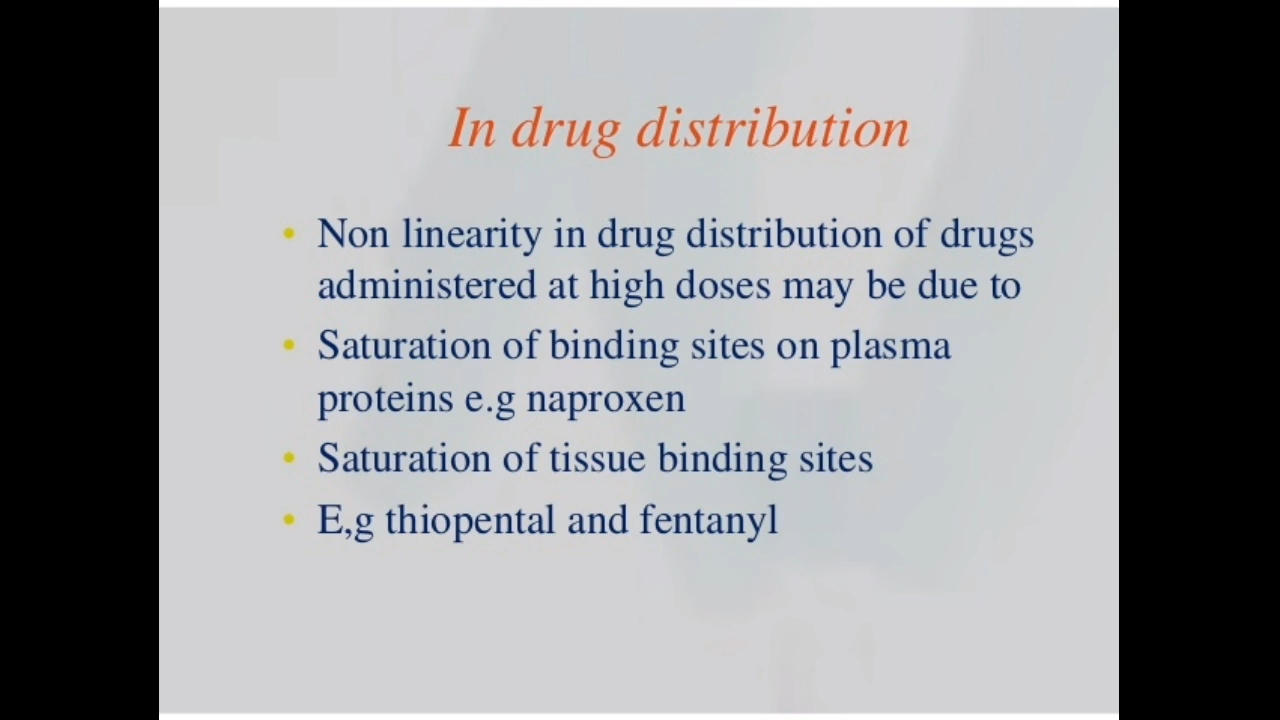 In drug distribution
• Non linearity in drug distribution of drugs
administered at high doses may be due to
• Saturation of binding sites on plasma
proteins e.g naproxen
• Saturation of tissue binding sites
• E,g thiopental and fentanyl